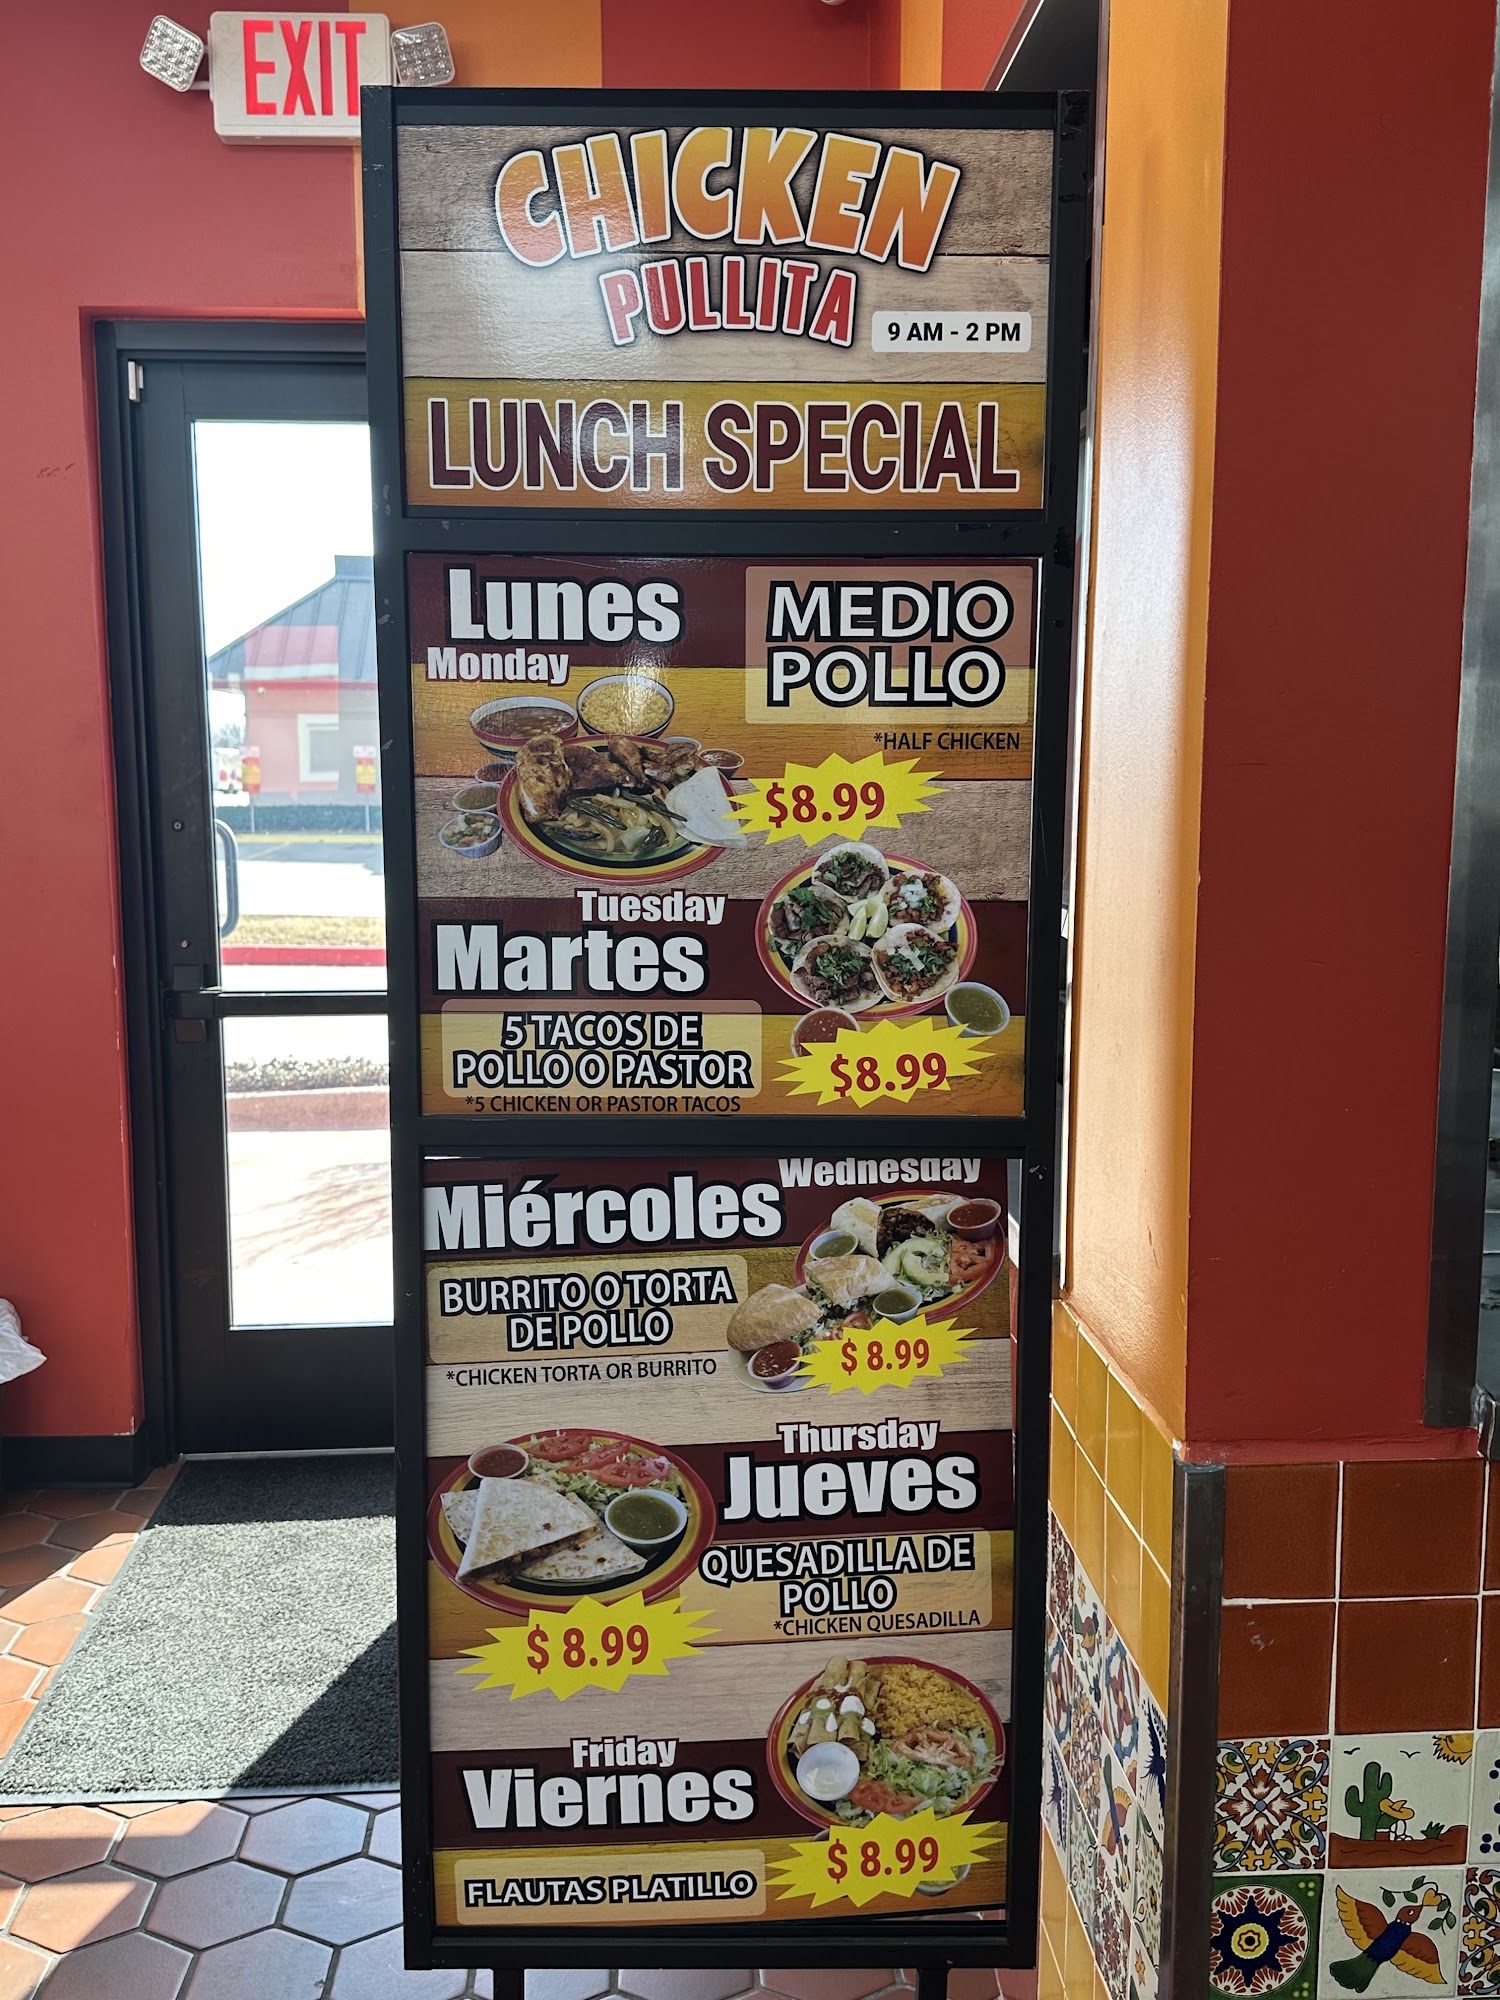 EXIT
CHICKEN
PULLITA
9 AM - 2 PM
LUNCH SPECIAL
Lunes
Monday
MEDIO
POLLO
*HALF CHICKEN
$8.99
Tuesday
Martes
5 TACOS DE
POLLO O PASTOR
*5 CHICKEN OR PASTOR TACOS
$8.99
Wednesday
Miércoles
BURRITO O TORTA
DE POLLO
*CHICKEN TORTA OR BURRITO
$ 8.99
Thursday
Jueves
QUESADILLA DE
POLLO
*CHICKEN QUESADILLA
$ 8.99
Friday
Viernes
FLAUTAS PLATILLO
$ 8.99